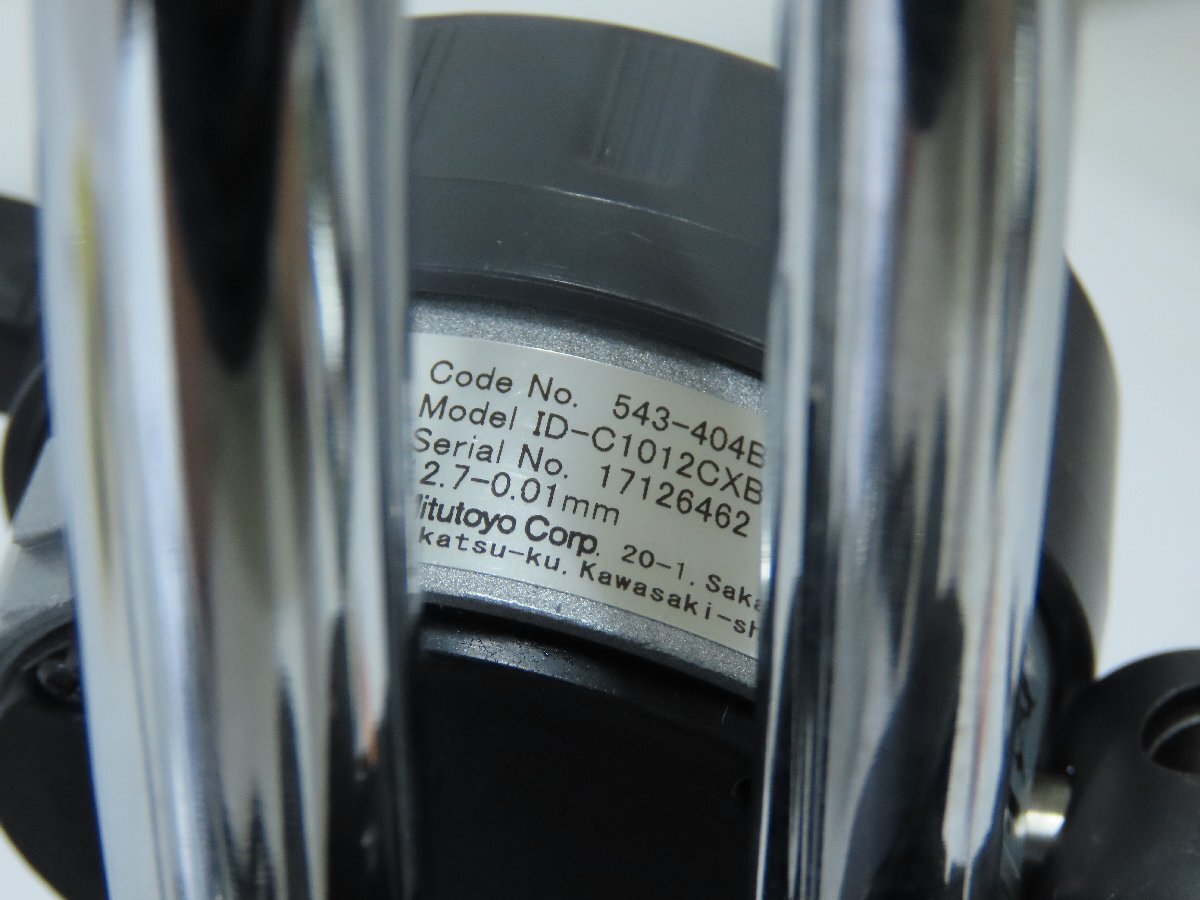 Code No. 543-404B
Model ID-C1012CXB
Serial No. 17126462
2.7-0.01mm
itutoyo Corp. 20-1. Saka
katsu-ku. Kawasaki-sh